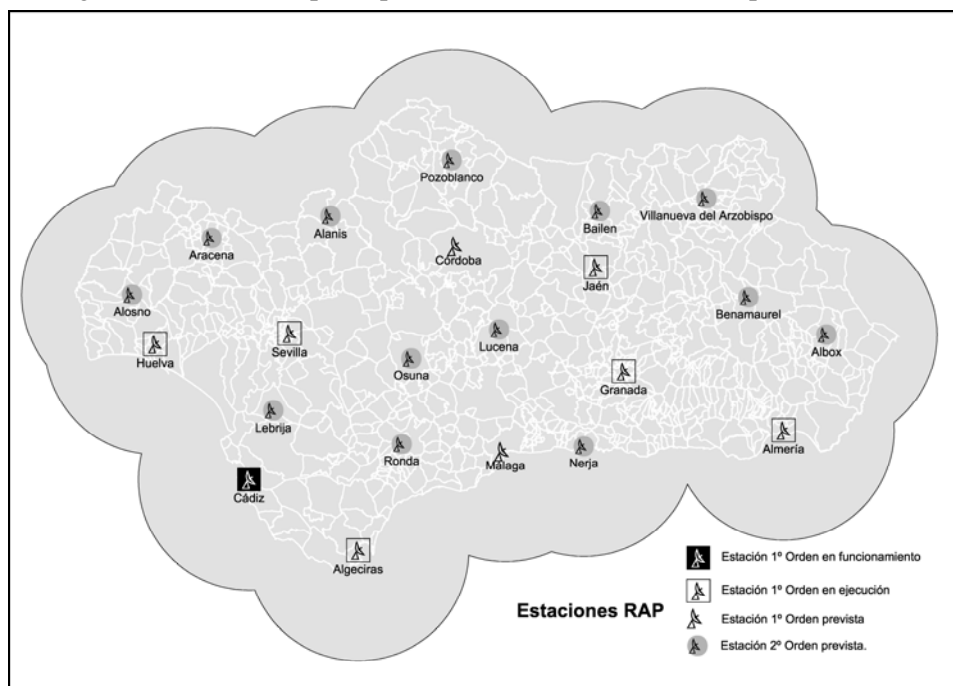 Pozoblanco
Villanueva del Arzobispo
Alanis
Bailen
Aracena
Córdoba
Jaén
Alosno
Benamaurel
Huelva
Sevilla
Lucena
Albox
Osuna
Granada
Lebrija
Almería
Ronda
Málaga
Nerja
Cádiz
Algeciras
Estaciones RAP
Estación 1º Orden en funcionamiento
Estación 1º Orden en ejecución
Estación 1º Orden prevista
Estación 2º Orden prevista.